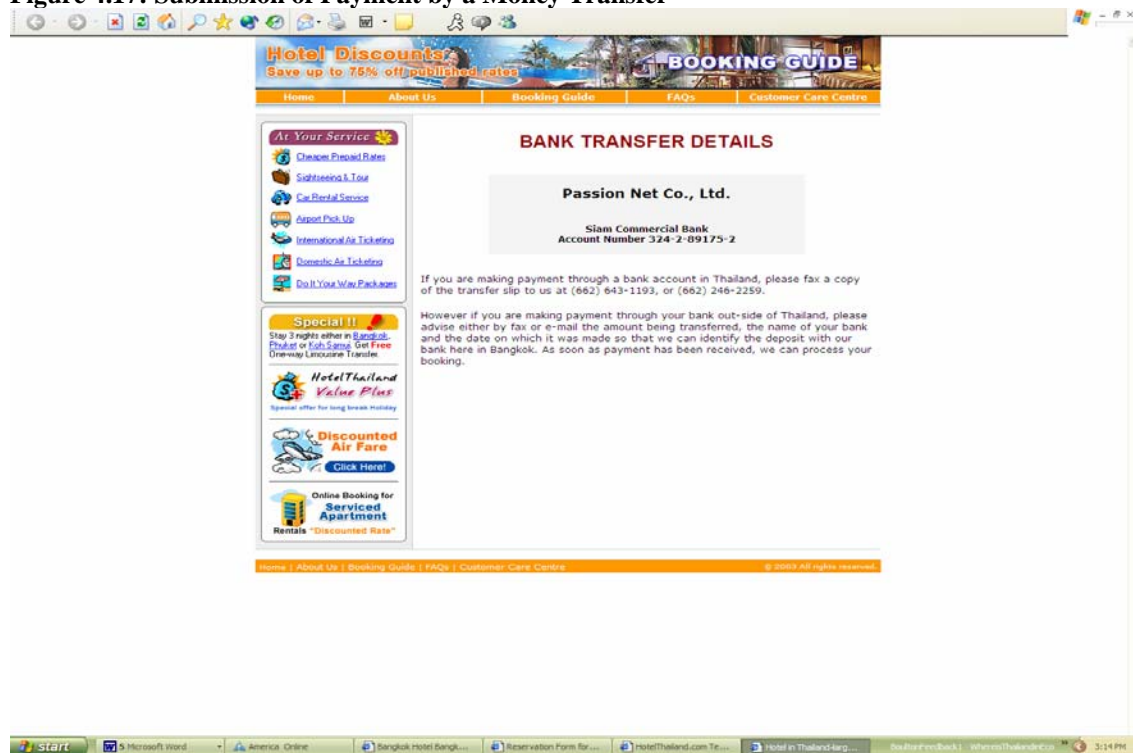 Figure 4.17: Submission of Payment by a Money Transfer
Hotel Discounts
Save up to 75% off published rates
BOOKING GUIDE
Home About Us Booking Guide FAQs Customer Care Centre
At Your Service
Cheaper Prepaid Rates
Sightseeing & Tour
Car Rental Service
Airport Pick Up
International Air Ticketing
Domestic Air Ticketing
Do It Your Way Packages
Special !!
Stay 3 nights either in Bangkok,
Phuket or Koh Samui. Get Free
One-way Limousine Transfer.
HotelThailand
Value Plus
Special offer for long break Holiday
Discounted
Air Fare
Click Here!
Online Booking for
Serviced
Apartment
Rentals "Discounted Rate"
BANK TRANSFER DETAILS
Passion Net Co., Ltd.
Siam Commercial Bank
Account Number 324-2-89175-2
If you are making payment through a bank account in Thailand, please fax a copy
of the transfer slip to us at (662) 643-1193, or (662) 246-2259.
However if you are making payment through your bank out-side of Thailand, please
advise either by fax or e-mail the amount being transferred, the name of your bank
and the date on which it was made so that we can identify the deposit with our
bank here in Bangkok. As soon as payment has been received, we can process your
booking.
Home | About Us | Booking Guide | FAQs | Customer Care Centre
© 2003 All rights reserved.
start
5 Microsoft Word
America Online
Bangkok Hotel Bangk...
Reservation Form for ...
HotelThailand.com Te...
Hotel in Thailand-larg...
3:14 PM